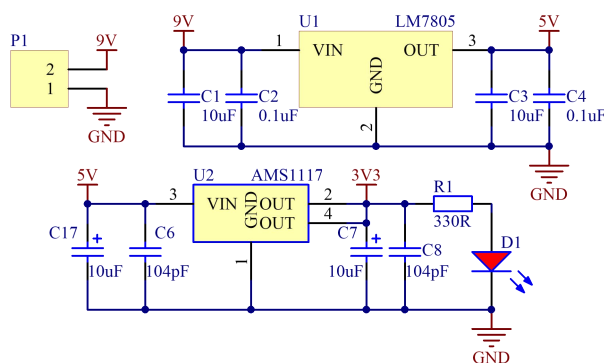 P1
9V
2
1
GND
9V
U1
LM7805
5V
1
VIN
OUT
3
GND
2
C1
10uF
C2
0.1uF
C3
10uF
C4
0.1uF
GND
5V
U2
AMS1117
3V3
3
VIN
GND
OUT
OUT
2
4
1
R1
330R
C17
+
10uF
C6
104pF
C7
+
10uF
C8
104pF
D1
GND